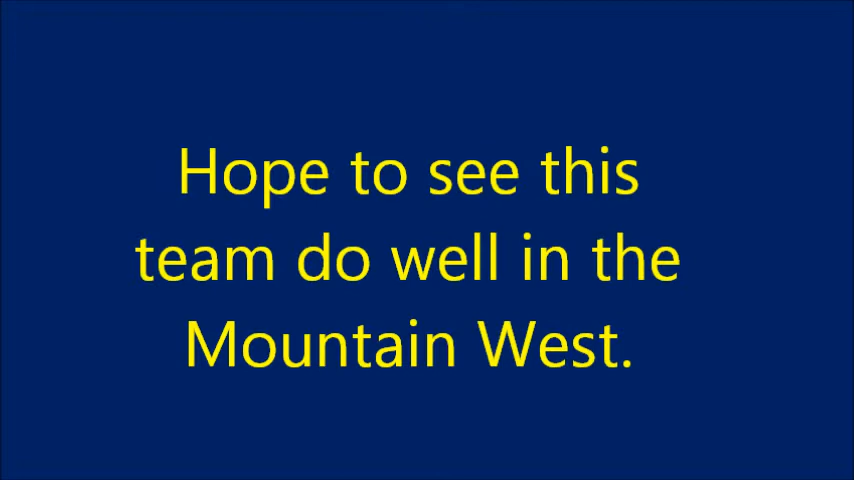 Hope to see this
team do well in the
Mountain West.